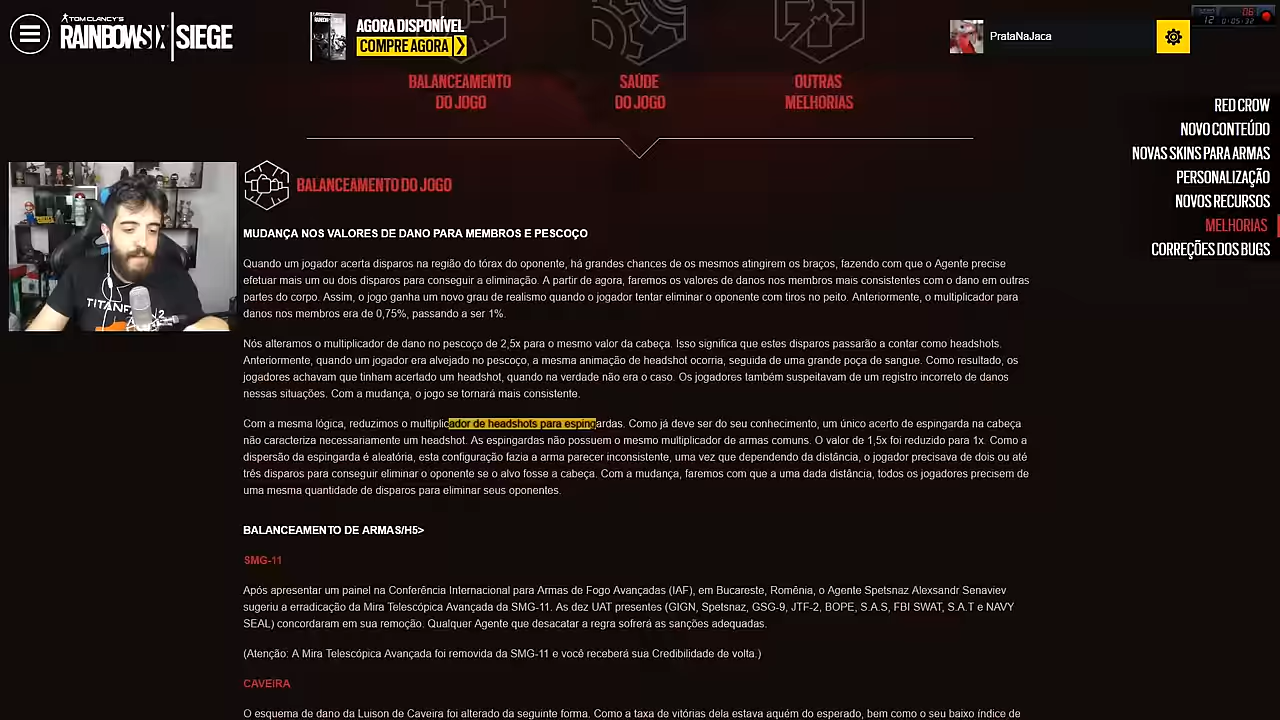 TOM CLANCY'S
RAINBOWSIX | SIEGE
AGORA DISPONÍVEL
COMPRE AGORA
PrataNaJaca
06
12 0:05:32
BALANCEAMENTO
DO JOGO
SAÚDE
DO JOGO
OUTRAS
MELHORIAS
RED CROW
NOVO CONTEÚDO
NOVAS SKINS PARA ARMAS
PERSONALIZAÇÃO
NOVOS RECURSOS
MELHORIAS
CORREÇÕES DOS BUGS
TITANFALL 2
BALANCEAMENTO DO JOGO
MUDANÇA NOS VALORES DE DANO PARA MEMBROS E PESCOÇO
Quando um jogador acerta disparos na região do tórax do oponente, há grandes chances de os mesmos atingirem os braços, fazendo com que o Agente precise
efetuar mais um ou dois disparos para conseguir a eliminação. A partir de agora, faremos os valores de danos nos membros mais consistentes com o dano em outras
partes do corpo. Assim, o jogo ganha um novo grau de realismo quando o jogador tentar eliminar o oponente com tiros no peito. Anteriormente, o multiplicador para
danos nos membros era de 0,75%, passando a ser 1%.
Nós alteramos o multiplicador de dano no pescoço de 2,5x para o mesmo valor da cabeça. Isso significa que estes disparos passarão a contar como headshots.
Anteriormente, quando um jogador era alvejado no pescoço, a mesma animação de headshot ocorria, seguida de uma grande poça de sangue. Como resultado, os
jogadores achavam que tinham acertado um headshot, quando na verdade não era o caso. Os jogadores também suspeitavam de um registro incorreto de danos
nessas situações. Com a mudança, o jogo se tornará mais consistente.
Com a mesma lógica, reduzimos o multiplicador de headshots para espingardas. Como já deve ser do seu conhecimento, um único acerto de espingarda na cabeça
não caracteriza necessariamente um headshot. As espingardas não possuem o mesmo multiplicador de armas comuns. O valor de 1,5x foi reduzido para 1x. Como a
dispersão da espingarda é aleatória, esta configuração fazia a arma parecer inconsistente, uma vez que dependendo da distância, o jogador precisava de dois ou até
três disparos para conseguir eliminar o oponente se o alvo fosse a cabeça. Com a mudança, faremos com que a uma dada distância, todos os jogadores precisem de
uma mesma quantidade de disparos para eliminar seus oponentes.
BALANCEAMENTO DE ARMAS/H5>
SMG-11
Após apresentar um painel na Conferência Internacional para Armas de Fogo Avançadas (IAF), em Bucareste, Romênia, o Agente Spetsnaz Alexsandr Senaviev
sugeriu a erradicação da Mira Telescópica Avançada da SMG-11. As dez UAT presentes (GIGN, Spetsnaz, GSG-9, JTF-2, BOPE, S.A.S, FBI SWAT, S.A.T e NAVY
SEAL) concordaram em sua remoção. Qualquer Agente que desacatar a regra sofrerá as sanções adequadas.
(Atenção: A Mira Telescópica Avançada foi removida da SMG-11 e você receberá sua Credibilidade de volta.)
CAVEIRA
O esquema de dano da Luison de Caveira foi alterado da seguinte forma. Como a taxa de vitórias dela estava aquém do esperado, bem como o seu baixo índice de